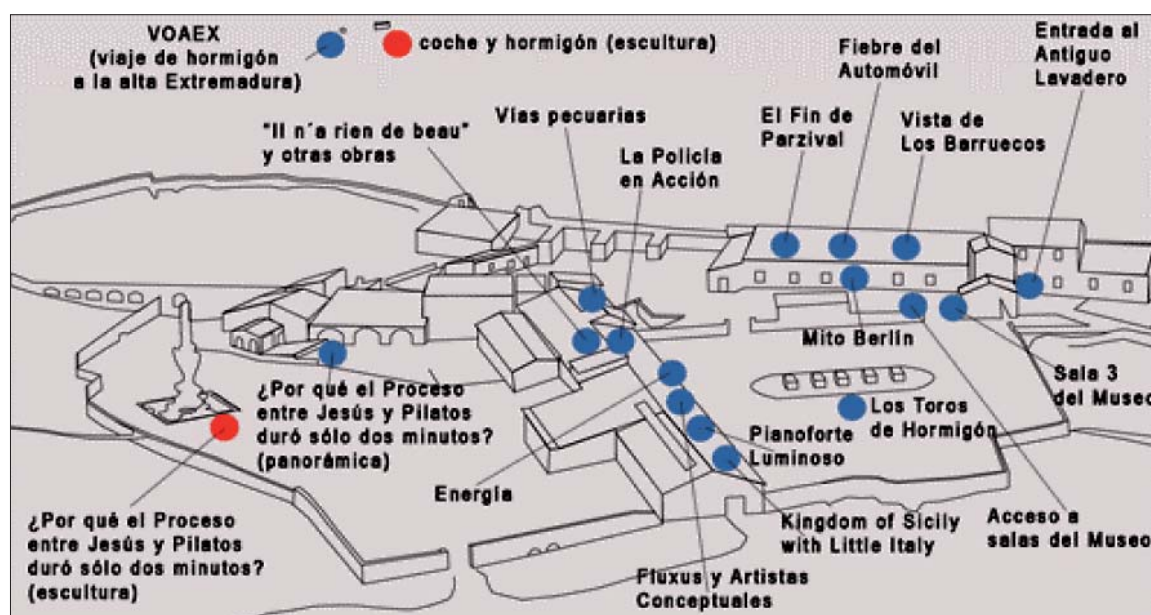 VOAEX
(viaje de hormigón
a la alta Extremadura)
coche y hormigón (escultura)
Fiebre del
Automóvil
Entrada al
Antiguo
Lavadero
"Il n´a rien de beau"
y otras obras
Vías pecuarias
La Policía
en Acción
El Fin de
Parzival
Vista de
Los Barruecos
Mito Berlín
Sala 3
del Museo
¿Por qué el Proceso
entre Jesús y Pilatos
duró sólo dos minutos?
(panorámica)
Los Toros
de Hormigón
Pianoforte
Luminoso
Energía
¿Por qué el Proceso
entre Jesús y Pilatos
duró sólo dos minutos?
(escultura)
Kingdom of Sicily
with Little Italy
Acceso a
salas del Museo
Fluxus y Artistas
Conceptuales